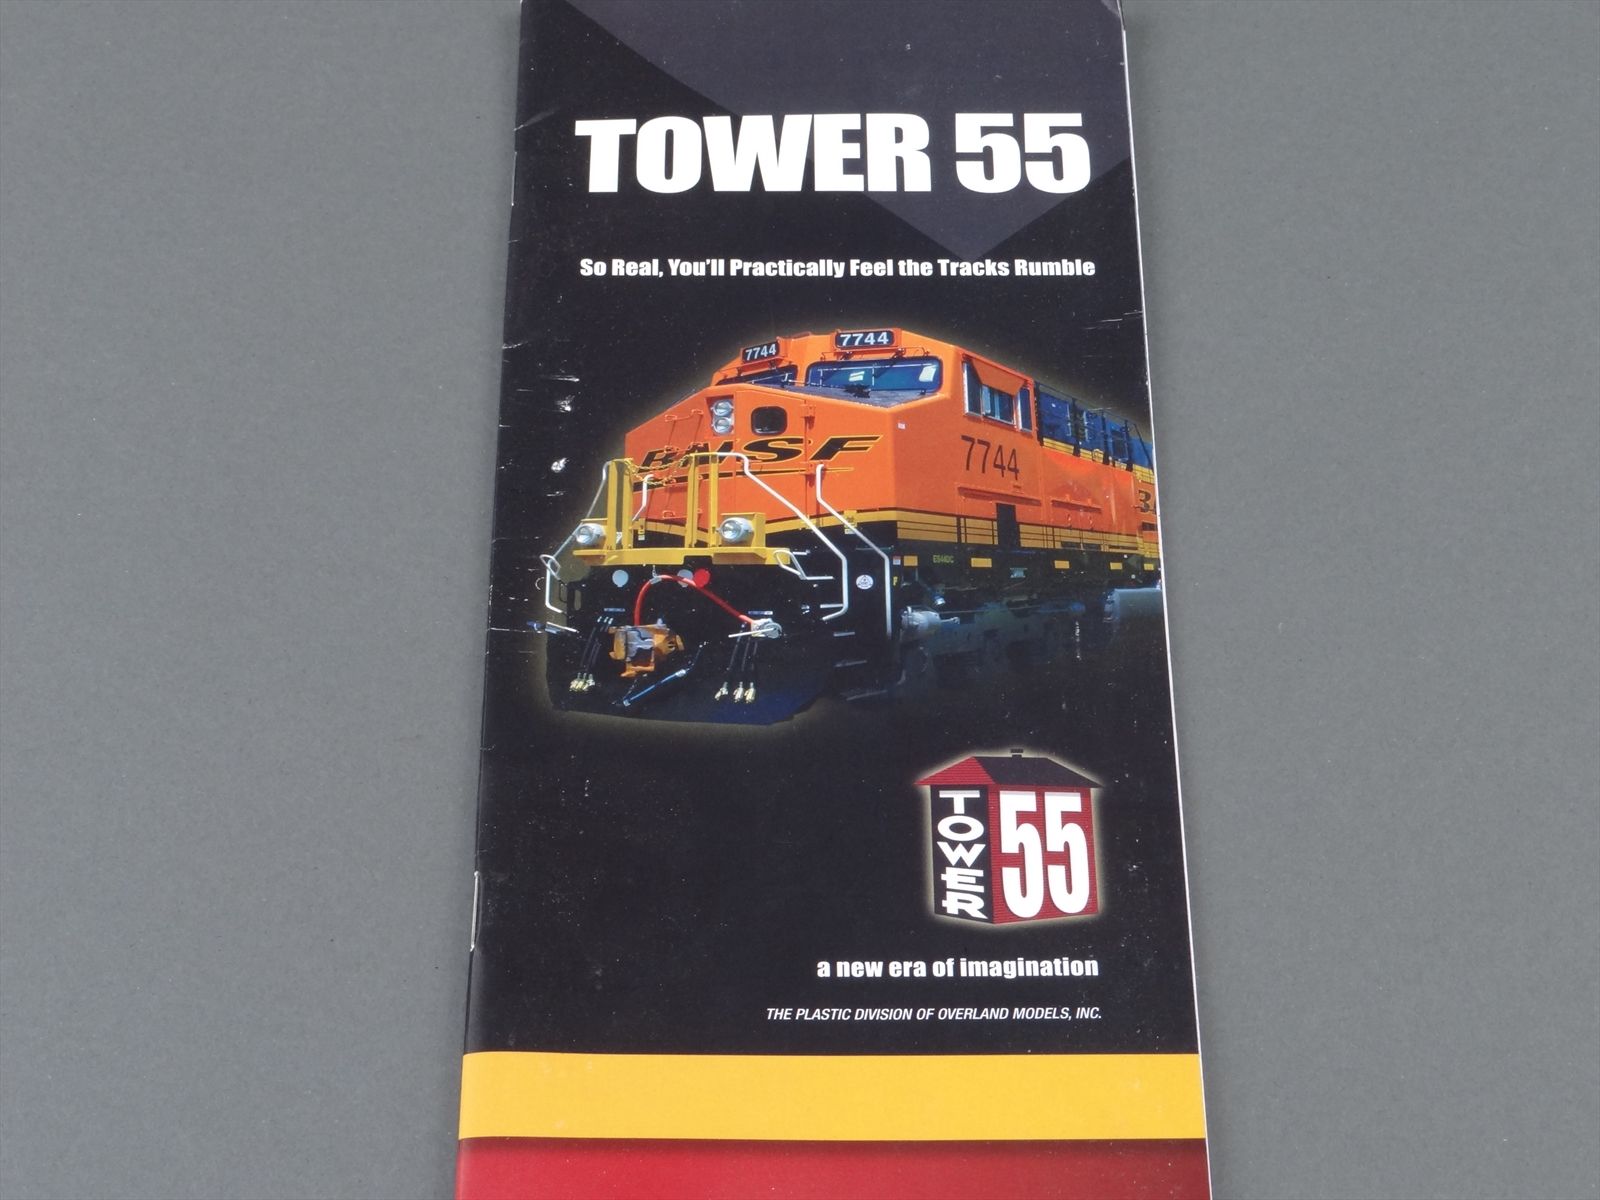 TOWER 55
So Real, You'll Practically Feel the Tracks Rumble
7744
7744
BNSF
7744
ES44DC
TOWER
55
a new era of imagination
THE PLASTIC DIVISION OF OVERLAND MODELS, INC.